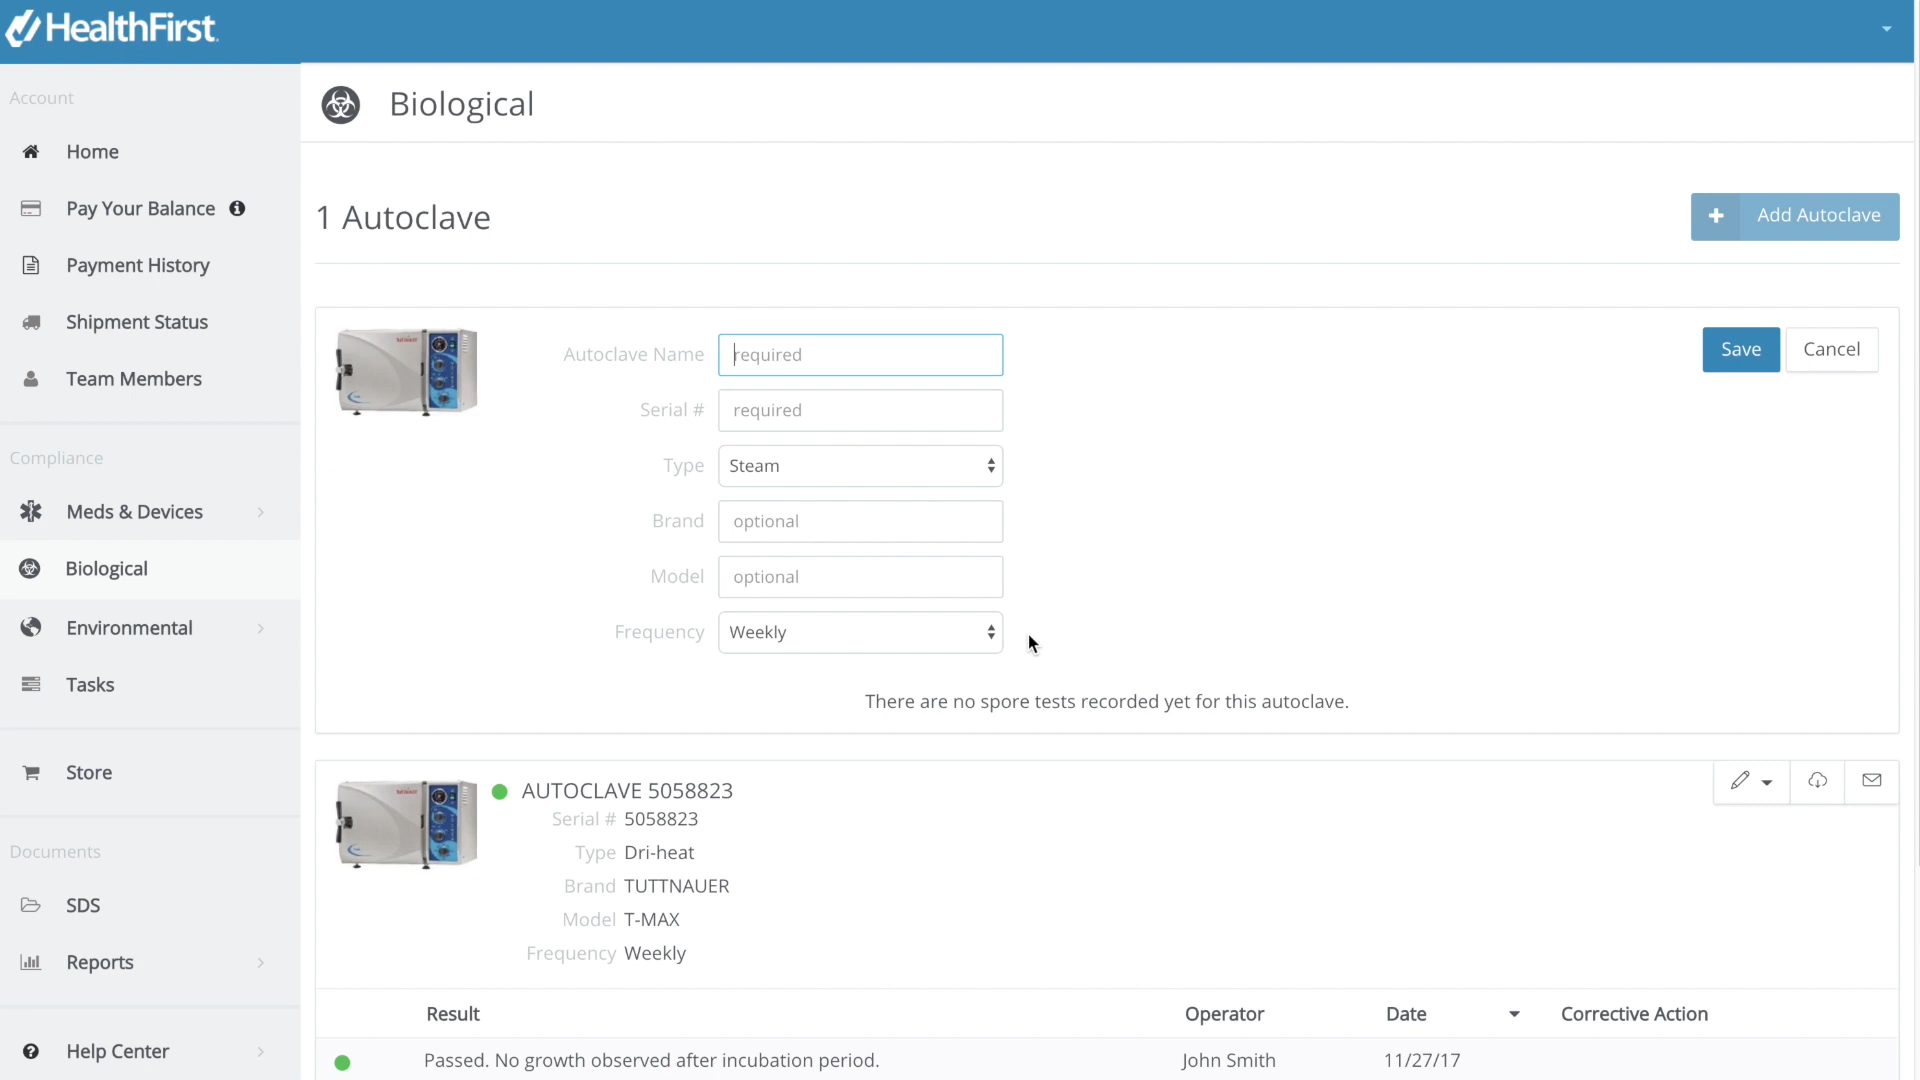 HealthFirst
Account
Home
Pay Your Balance
Payment History
Shipment Status
Team Members
Compliance
Meds & Devices
Biological
Environmental
Tasks
Store
Documents
SDS
Reports
Help Center
Biological
1 Autoclave
+ Add Autoclave
Autoclave Name required
Save Cancel
Serial # required
Type Steam
Brand optional
Model optional
Frequency Weekly
There are no spore tests recorded yet for this autoclave.
AUTOCLAVE 5058823
Serial # 5058823
Type Dri-heat
Brand TUTTNAUER
Model T-MAX
Frequency Weekly
Result Operator Date Corrective Action
Passed. No growth observed after incubation period. John Smith 11/27/17